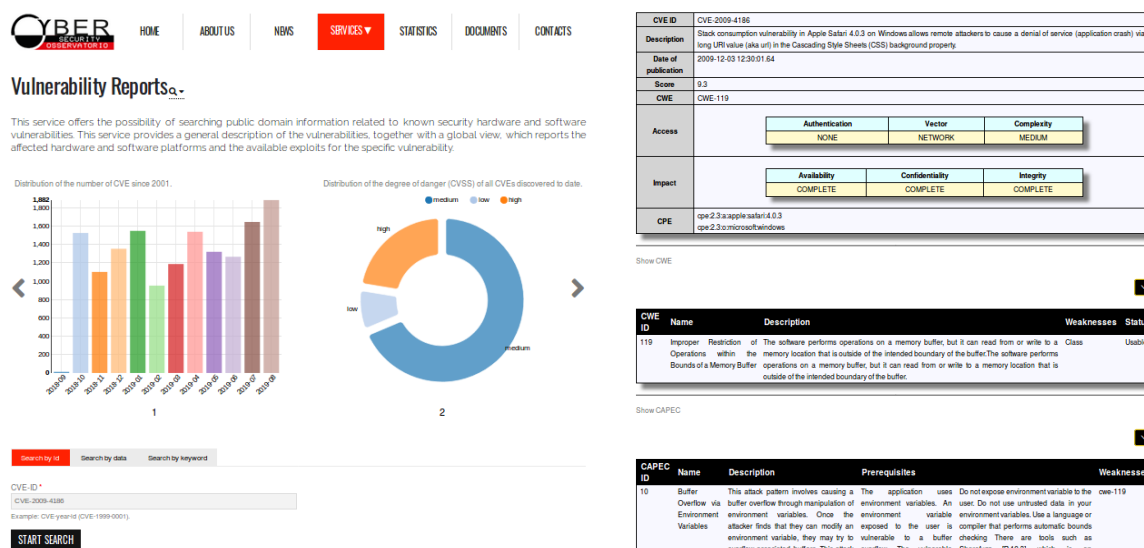 CYBER
SECURITY
OSSERVATORIO
HOME
ABOUT US
NEWS
SERVICES▼
STATISTICS
DOCUMENTS
CONTACTS
Vulnerability Reports
This service offers the possibility of searching public domain information related to known security hardware and software
vulnerabilities. This service provides a general description of the vulnerabilities, together with a global view, which reports the
affected hardware and software platforms and the available exploits for the specific vulnerability.
Distribution of the number of CVE since 2001.
1,882
1,800
1,600
1,400
1,200
1,000
800
600
400
200
0
2018-09
2018-10
2018-11
2018-12
2019-01
2019-02
2019-03
2019-04
2019-05
2019-06
2019-07
2019-08
1
Distribution of the degree of danger (CVSS) of all CVEs discovered to date.
medium
low
high
high
low
medium
2
Search by id
Search by data
Search by keyword
CVE-ID *
CVE-2009-4186
Example: CVE-year-id (CVE-1999-0001).
START SEARCH
CVE ID
CVE-2009-4186
Description
Stack consumption vulnerability in Apple Safari 4.0.3 on Windows allows remote attackers to cause a denial of service (application crash) via
long URI value (aka url) in the Cascading Style Sheets (CSS) background property.
Date of
publication
2009-12-03 12:30:01.64
Score
9.3
CWE
CWE-119
Access
Authentication
Vector
Complexity
NONE
NETWORK
MEDIUM
Impact
Availability
Confidentiality
Integrity
COMPLETE
COMPLETE
COMPLETE
CPE
cpe:2.3:a:apple:safari:4.0.3
cpe:2.3:o:microsoft:windows
Show CWE
CWE
ID
Name
Description
Weaknesses
Statu
119
Improper Restriction of
Operations within the
Bounds of a Memory Buffer
The software performs operations on a memory buffer, but it can read from or write to a
memory location that is outside of the intended boundary of the buffer.The software performs
operations on a memory buffer, but it can read from or write to a memory location that is
outside of the intended boundary of the buffer.
Class
Usabl
Show CAPEC
CAPEC
ID
Name
Description
Prerequisites
Weaknesse
10
Buffer
Overflow via
Environment
Variables
This attack pattern involves causing a
buffer overflow through manipulation of
environment variables. Once the
attacker finds that they can modify an
environment variable, they may try to
The application uses
environment variables. An
environment variable
exposed to the user is
vulnerable to a buffer
Do not expose environment variable to the
user. Do not use untrusted data in your
environment variables. Use a language or
compiler that performs automatic bounds
checking There are tools such as
cwe-119